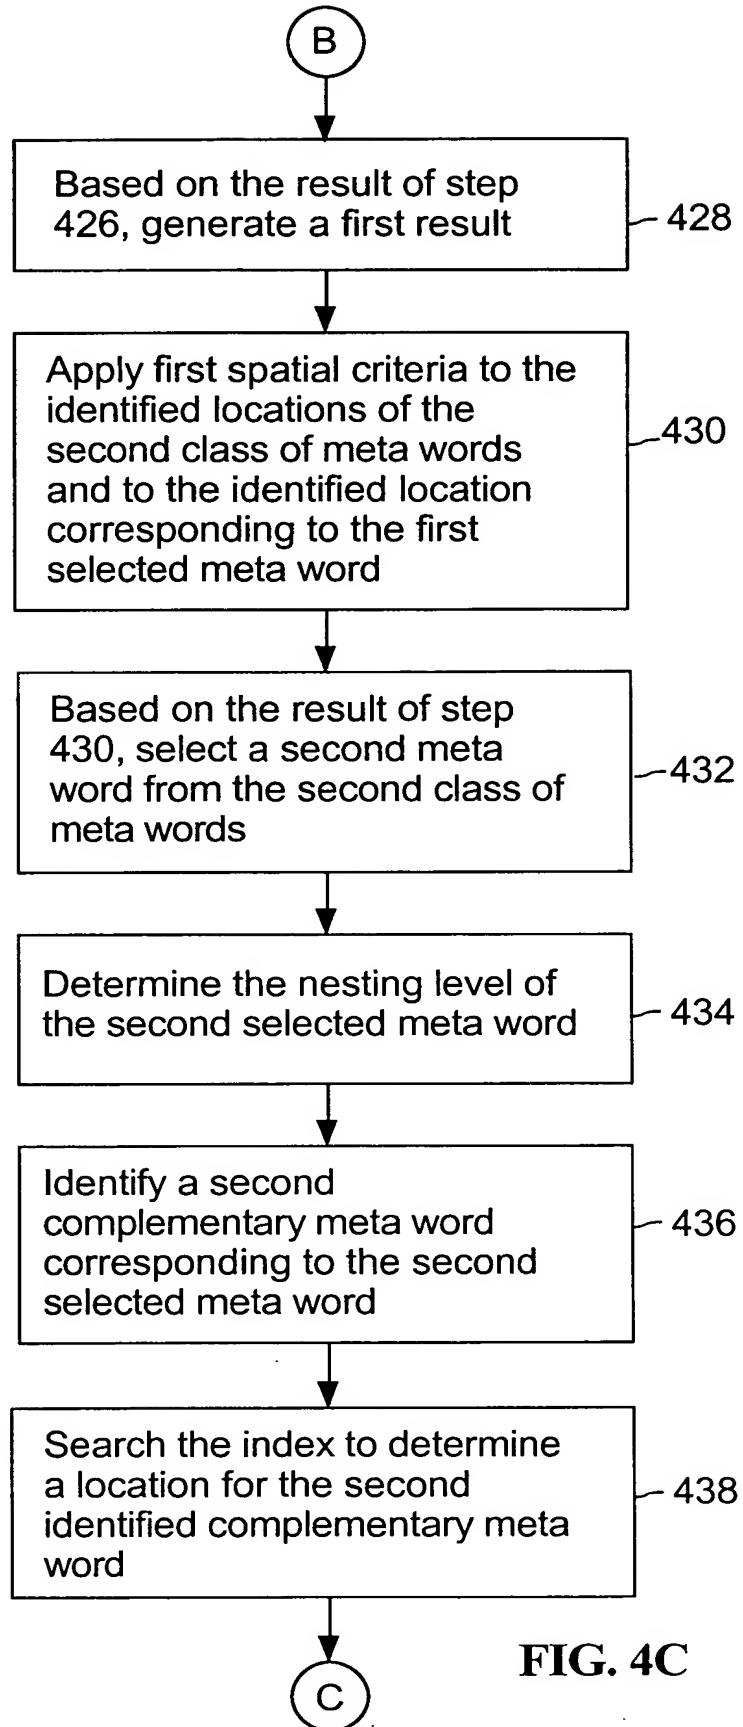 B
Based on the result of step
426, generate a first result
428
Apply first spatial criteria to the
identified locations of the
second class of meta words
and to the identified location
corresponding to the first
selected meta word
430
Based on the result of step
430, select a second meta
word from the second class of
meta words
432
Determine the nesting level of
the second selected meta word
434
Identify a second
complementary meta word
corresponding to the second
selected meta word
436
Search the index to determine
a location for the second
identified complementary meta
word
438
FIG. 4C
C